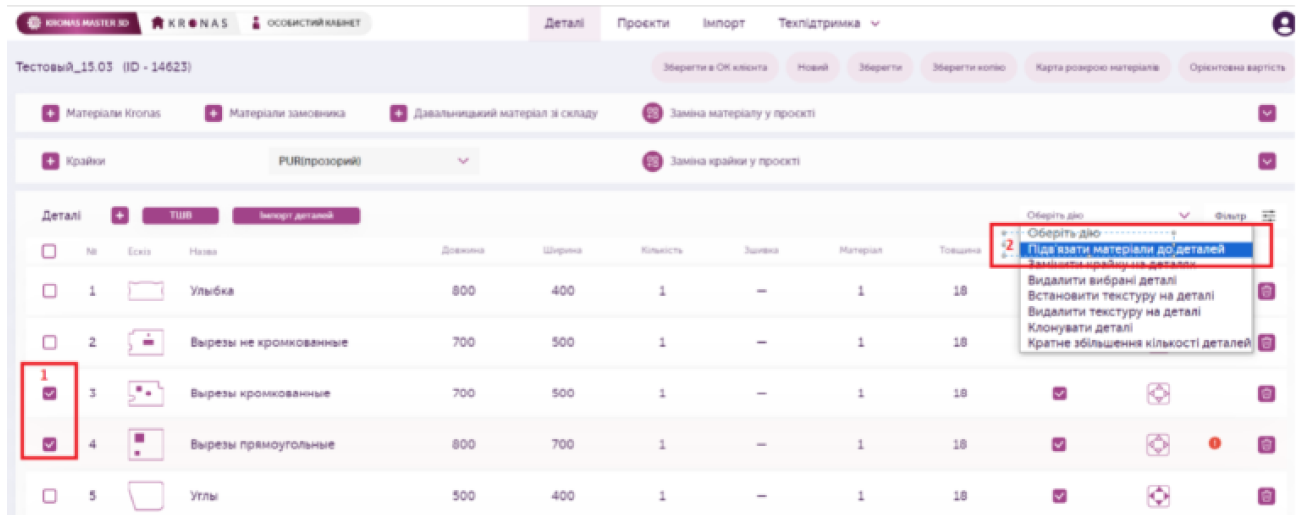 KRONAS MASTER 3D KRONAS ОСОБИСТИЙ КАБІНЕТ Деталі Проєкти Імпорт Техпідтримка
Тестовый_15.03 (ID - 14623) Зберегти в ОК клієнта Новий Зберегти Зберегти копію Карта розкрою матеріалів Орієнтовна вартість
+ Матеріали Kronas + Матеріали замовника + Давальницький матеріал зі складу Заміна матеріалу у проєкті
+ Крайки PUR(прозорий) Заміна крайки у проєкті
Деталі + ТШВ Імпорт деталей Оберіть дію Фільтр
№ Ескіз Назва Довжина Ширина Кількість Зшивка Матеріал Товщина
2
Оберіть дію
Підв'язати матеріали до деталей
Замінити крайку на деталях
Видалити вибрані деталі
Встановити текстуру на деталі
Видалити текстуру на деталі
Клонувати деталі
Кратне збільшення кількості деталей
1 Улыбка 800 400 1 — 1 18
2 Вырезы не кромкованные 700 500 1 — 1 18
1
3 Вырезы кромкованные 700 500 1 — 1 18
4 Вырезы прямоугольные 800 700 1 — 1 18
5 Углы 500 400 1 — 1 18